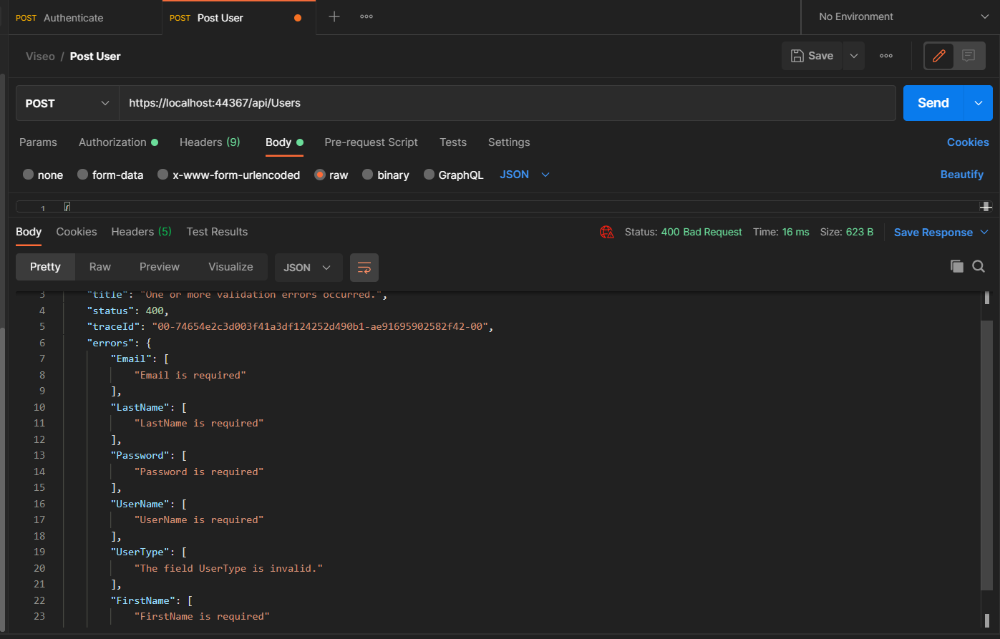 POST Authenticate POST Post User No Environment
Viseo / Post User Save
POST https://localhost:44367/api/Users Send
Params Authorization Headers (9) Body Pre-request Script Tests Settings Cookies
none form-data x-www-form-urlencoded raw binary GraphQL JSON Beautify
1 {
Body Cookies Headers (5) Test Results Status: 400 Bad Request Time: 16 ms Size: 623 B Save Response
Pretty Raw Preview Visualize JSON
3 "title": "One or more validation errors occurred.",
4 "status": 400,
5 "traceId": "00-74654e2c3d003f41a3df124252d490b1-ae91695902582f42-00",
6 "errors": {
7 "Email": [
8 "Email is required"
9 ],
10 "LastName": [
11 "LastName is required"
12 ],
13 "Password": [
14 "Password is required"
15 ],
16 "UserName": [
17 "UserName is required"
18 ],
19 "UserType": [
20 "The field UserType is invalid."
21 ],
22 "FirstName": [
23 "FirstName is required"